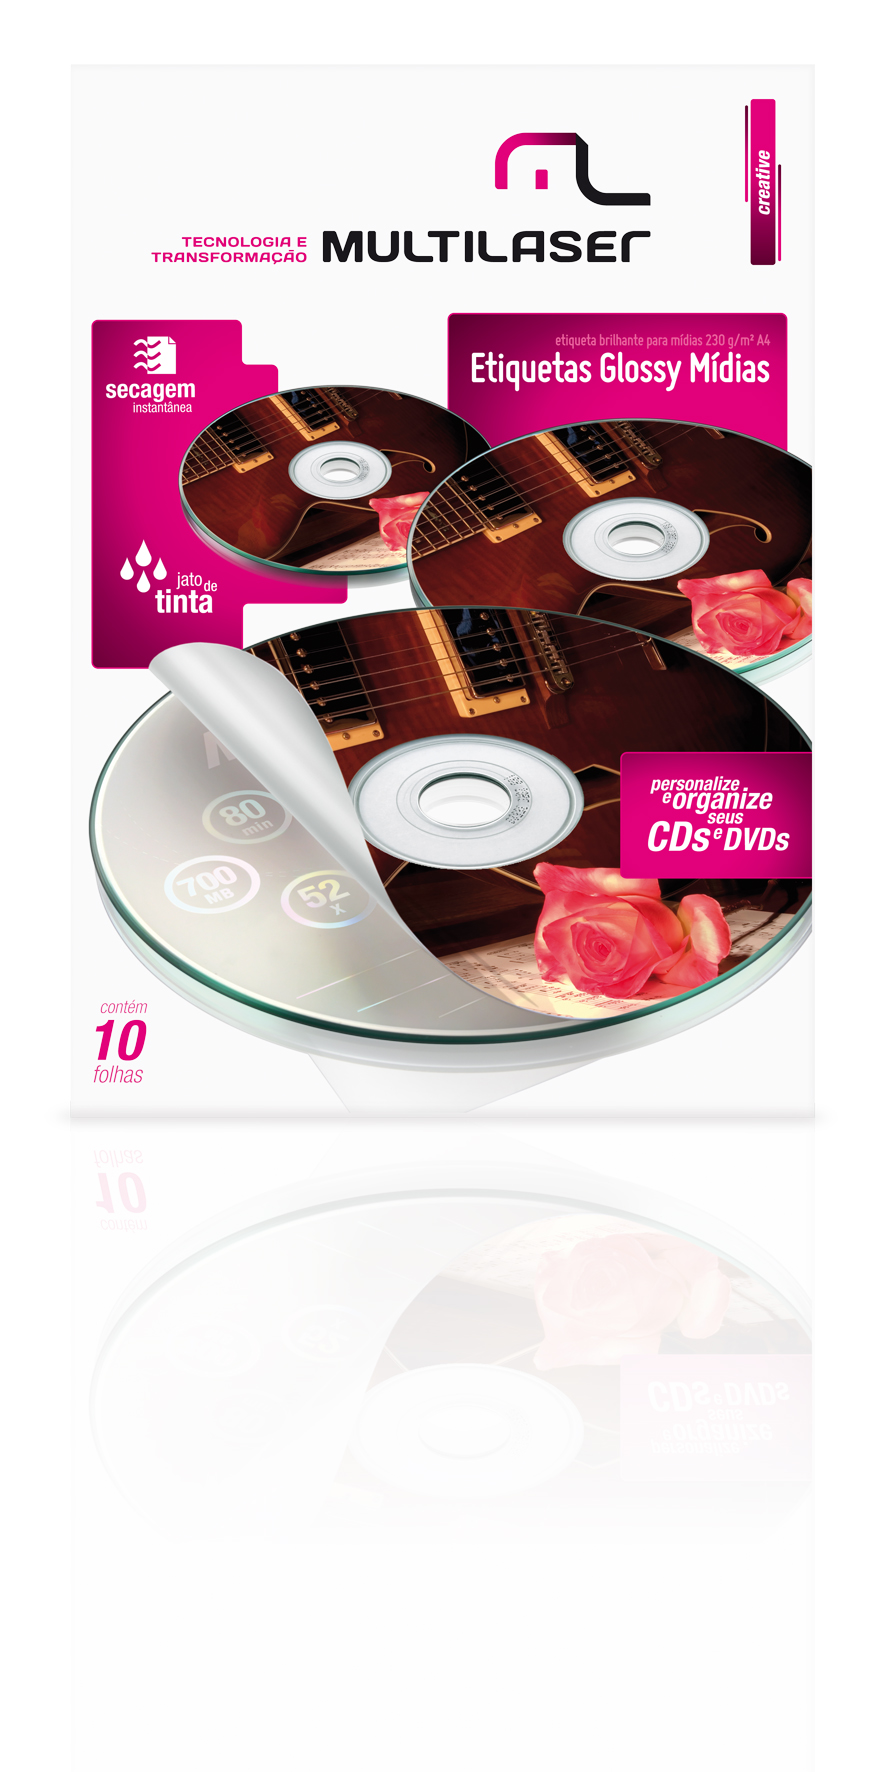 creative
TECNOLOGIA E
TRANSFORMAÇÃO
MULTILASER
etiqueta brilhante para mídias 230 g/m² A4
Etiquetas Glossy Mídias
secagem
instantânea
jato de
tinta
80
min
700
MB
52
x
personalize
e organize
seus
CDs e DVDs
contém
10
folhas